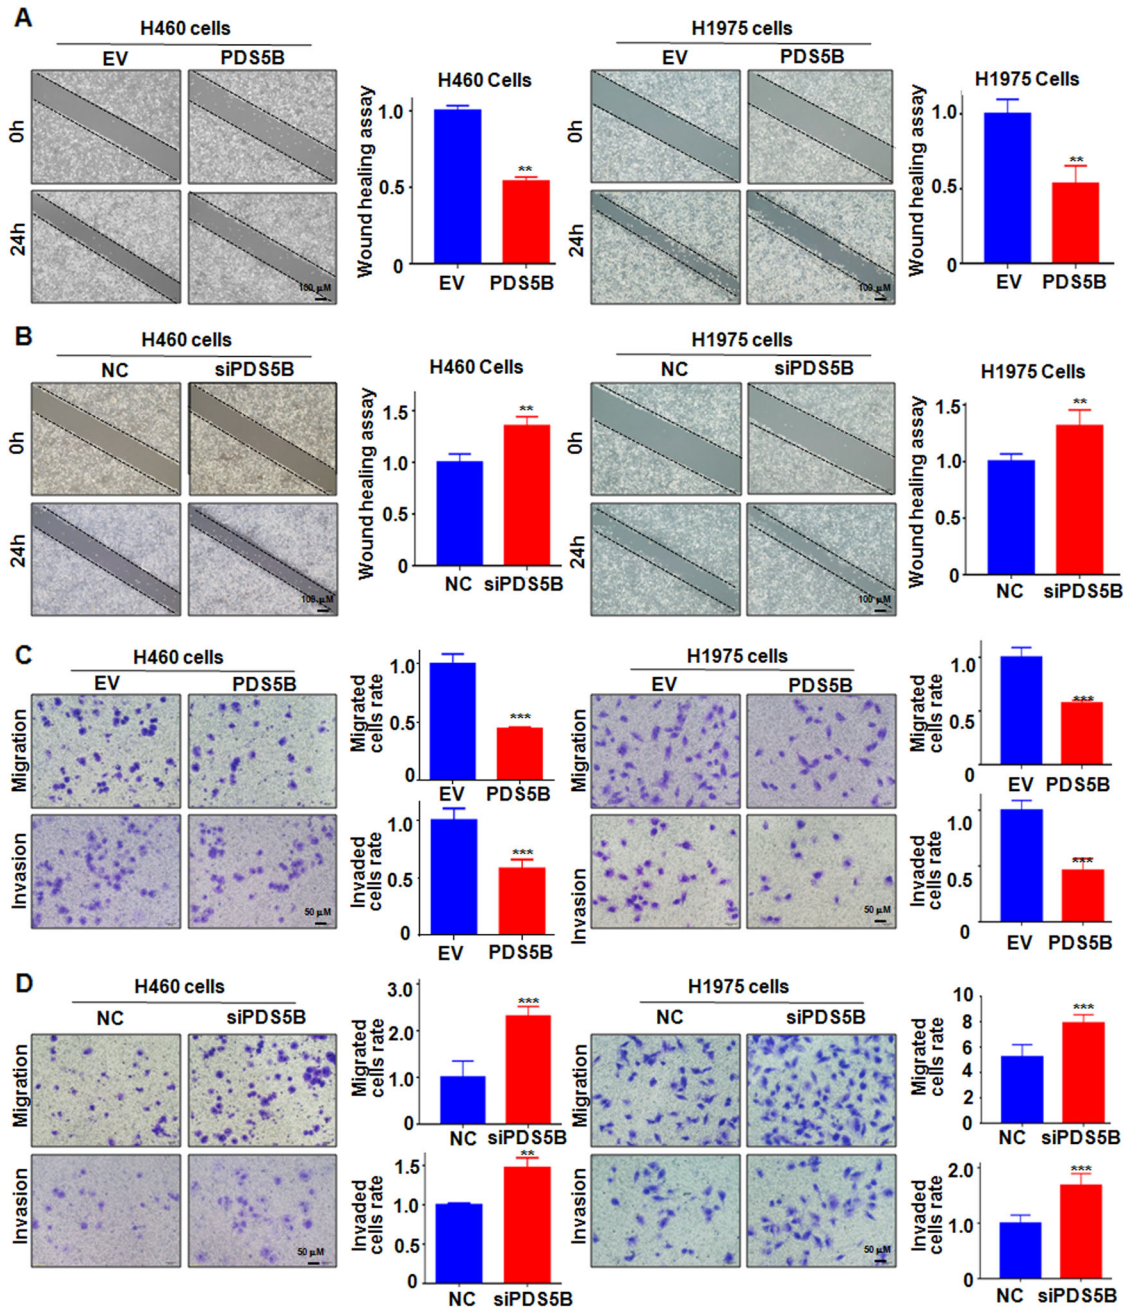 A
H460 cells
EV PDS5B
0h
24h
100 μM
H460 Cells
Wound healing assay
1.0
0.5
0
**
EV PDS5B
H1975 cells
EV PDS5B
0h
24h
100 μM
H1975 Cells
Wound healing assay
1.0
0.5
0
**
EV PDS5B
B
H460 cells
NC siPDS5B
0h
24h
100 μM
H460 Cells
Wound healing assay
1.5
1.0
0.5
0
**
NC siPDS5B
H1975 cells
NC siPDS5B
0h
24h
100 μM
H1975 Cells
Wound healing assay
1.5
1.0
0.5
0
**
NC siPDS5B
C
H460 cells
EV PDS5B
Migration
Invasion
50 μM
Migrated
cells rate
1.0
0.5
0
***
EV PDS5B
Invaded
cells rate
1.0
0.5
0
***
EV PDS5B
H1975 cells
EV PDS5B
Migration
Invasion
50 μM
Migrated
cells rate
1.0
0.5
0
***
EV PDS5B
Invaded
cells rate
1.0
0.5
0
***
EV PDS5B
D
H460 cells
NC siPDS5B
Migration
Invasion
50 μM
Migrated
cells rate
3.0
2.0
1.0
0
***
NC siPDS5B
Invaded
cells rate
1.5
1.0
0.5
0
**
NC siPDS5B
H1975 cells
NC siPDS5B
Migration
Invasion
50 μM
Migrated
cells rate
10
8
6
4
2
0
***
NC siPDS5B
Invaded
cells rate
2.0
1.0
0
***
NC siPDS5B